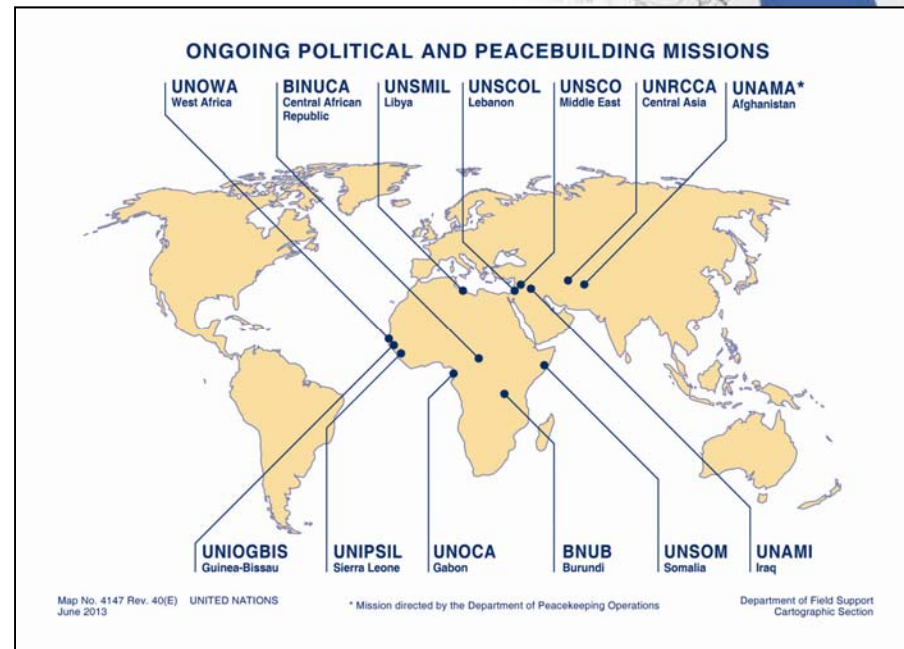 ONGOING POLITICAL AND PEACEBUILDING MISSIONS
UNOWA
West Africa
BINUCA
Central African
Republic
UNSMIL
Libya
UNSCOL
Lebanon
UNSCO
Middle East
UNRCCA
Central Asia
UNAMA*
Afghanistan
UNIOGBIS
Guinea-Bissau
UNIPSIL
Sierra Leone
UNOCA
Gabon
BNUB
Burundi
UNSOM
Somalia
UNAMI
Iraq
Map No. 4147 Rev. 40(E) UNITED NATIONS
June 2013
* Mission directed by the Department of Peacekeeping Operations
Department of Field Support
Cartographic Section